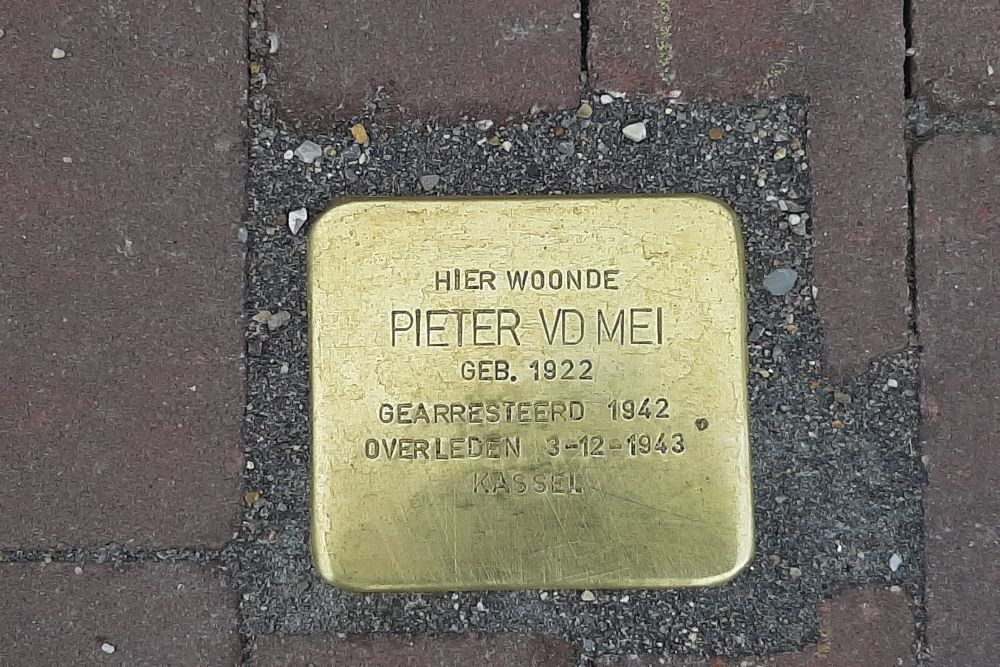 HIER WOONDE
PIETER VD MEI
GEB. 1922
GEARRESTEERD 1942
OVERLEDEN 3-12-1943
KASSEL